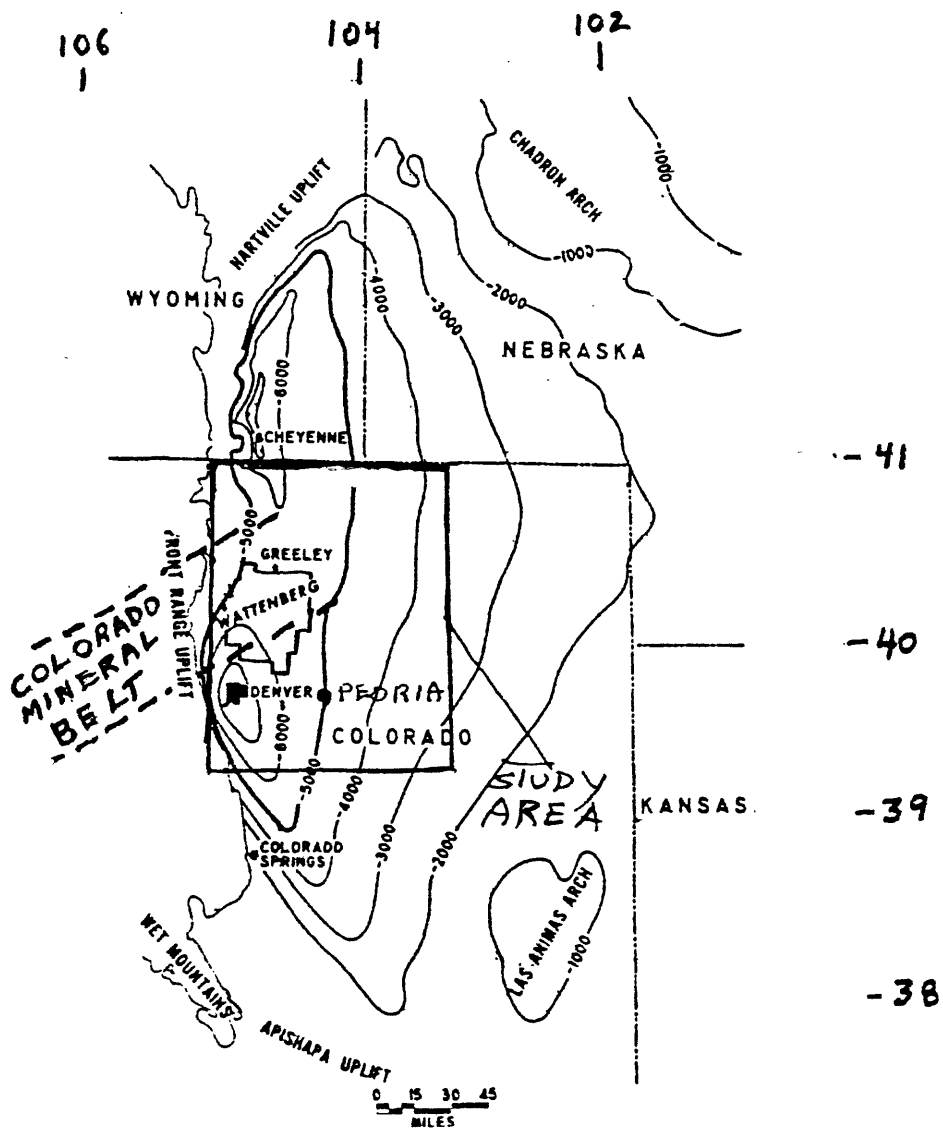 106
104
102
CHADRON ARCH
-1000
HARTVILLE UPLIFT
-1000
WYOMING
-4000
-3000
-2000
NEBRASKA
-6000
CHEYENNE
-41
-5000
GREELEY
FRONT RANGE UPLIFT
WATTENBERG
COLORADO
MINERAL
BELT
-40
DENVER
PEORIA
COLORADO
-6000
-5000
-4000
-3000
-2000
STUDY
AREA
KANSAS.
-39
COLORADO
SPRINGS
LAS ANIMAS ARCH
-1000
WET MOUNTAINS
-38
APISHAPA UPLIFT
0 15 30 45
MILES